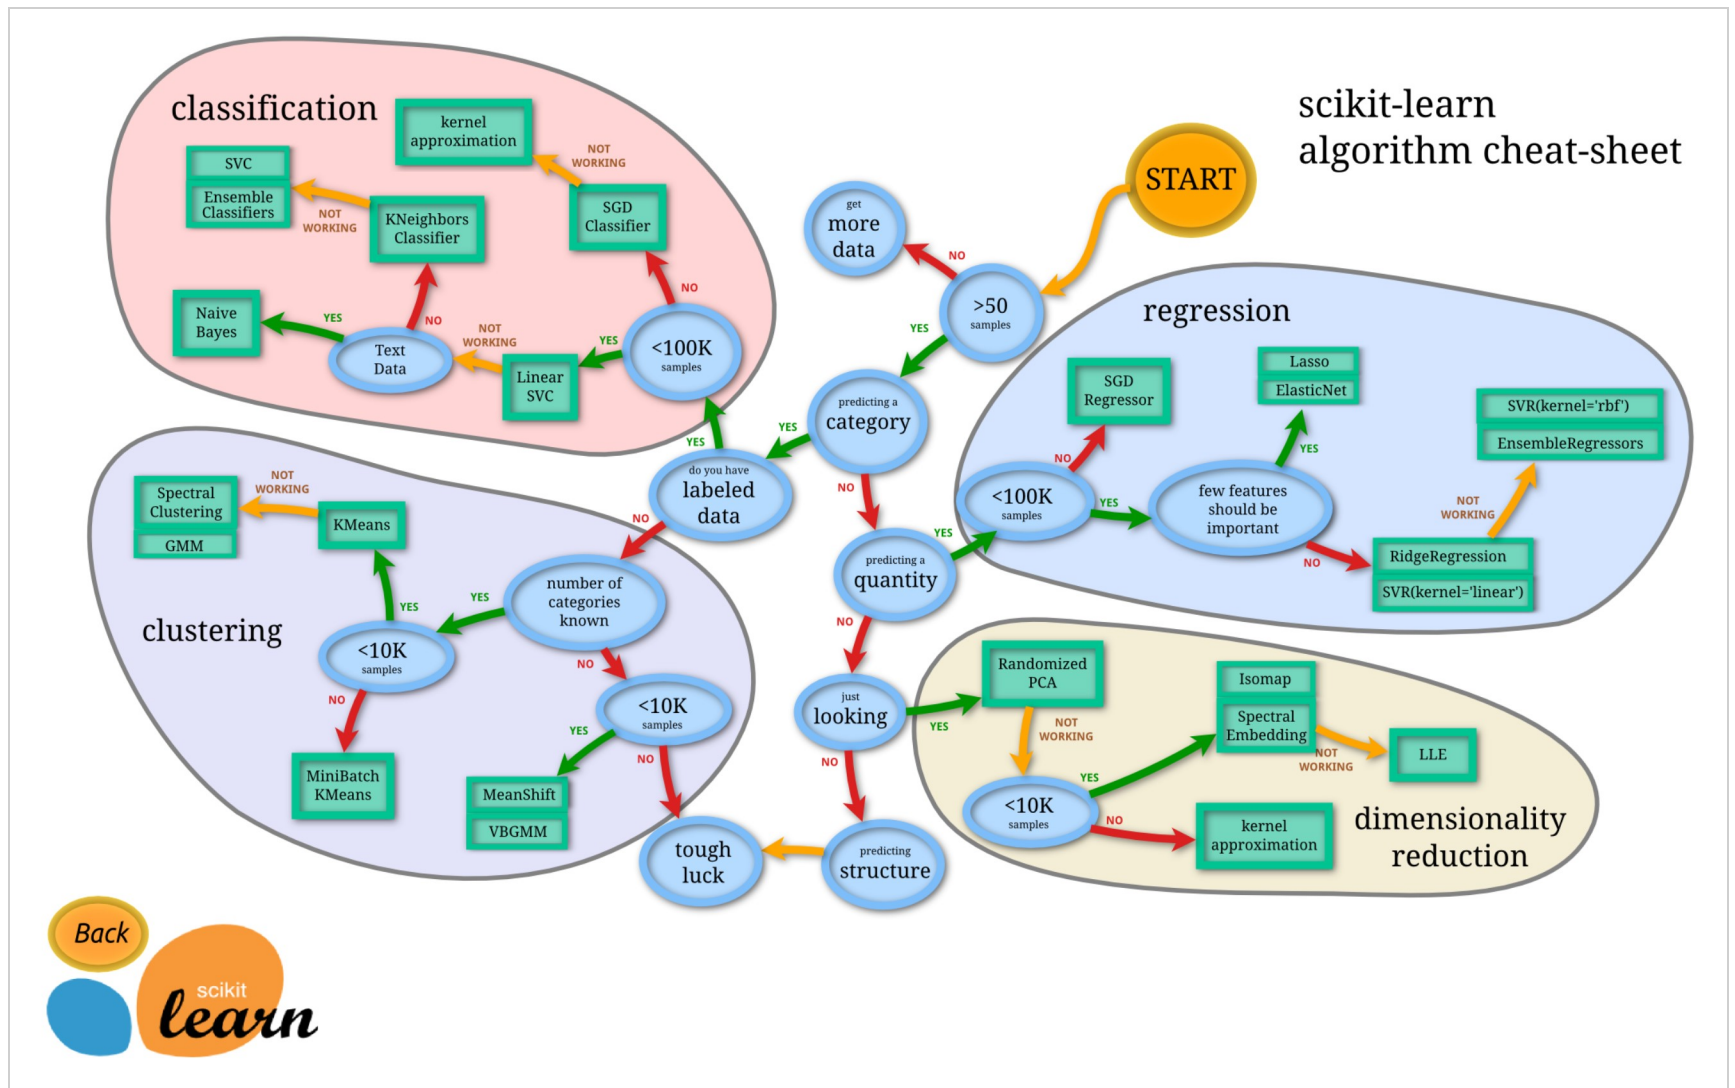 scikit-learn
algorithm cheat-sheet
START
>50
samples
NO
get
more
data
YES
predicting a
category
YES
do you have
labeled
data
NO
predicting a
quantity
YES
NO
just
looking
YES
NO
predicting
structure
tough
luck
classification
YES
<100K
samples
NO
SGD
Classifier
NOT
WORKING
kernel
approximation
YES
Linear
SVC
NOT
WORKING
Text
Data
YES
Naive
Bayes
NO
KNeighbors
Classifier
NOT
WORKING
SVC
Ensemble
Classifiers
clustering
NO
number of
categories
known
YES
<10K
samples
YES
KMeans
NOT
WORKING
Spectral
Clustering
GMM
NO
MiniBatch
KMeans
NO
<10K
samples
YES
MeanShift
VBGMM
NO
regression
<100K
samples
NO
SGD
Regressor
YES
few features
should be
important
YES
Lasso
ElasticNet
NO
RidgeRegression
SVR(kernel='linear')
NOT
WORKING
SVR(kernel='rbf')
EnsembleRegressors
dimensionality
reduction
Randomized
PCA
NOT
WORKING
<10K
samples
YES
Isomap
Spectral
Embedding
NOT
WORKING
LLE
NO
kernel
approximation
Back
scikit
learn